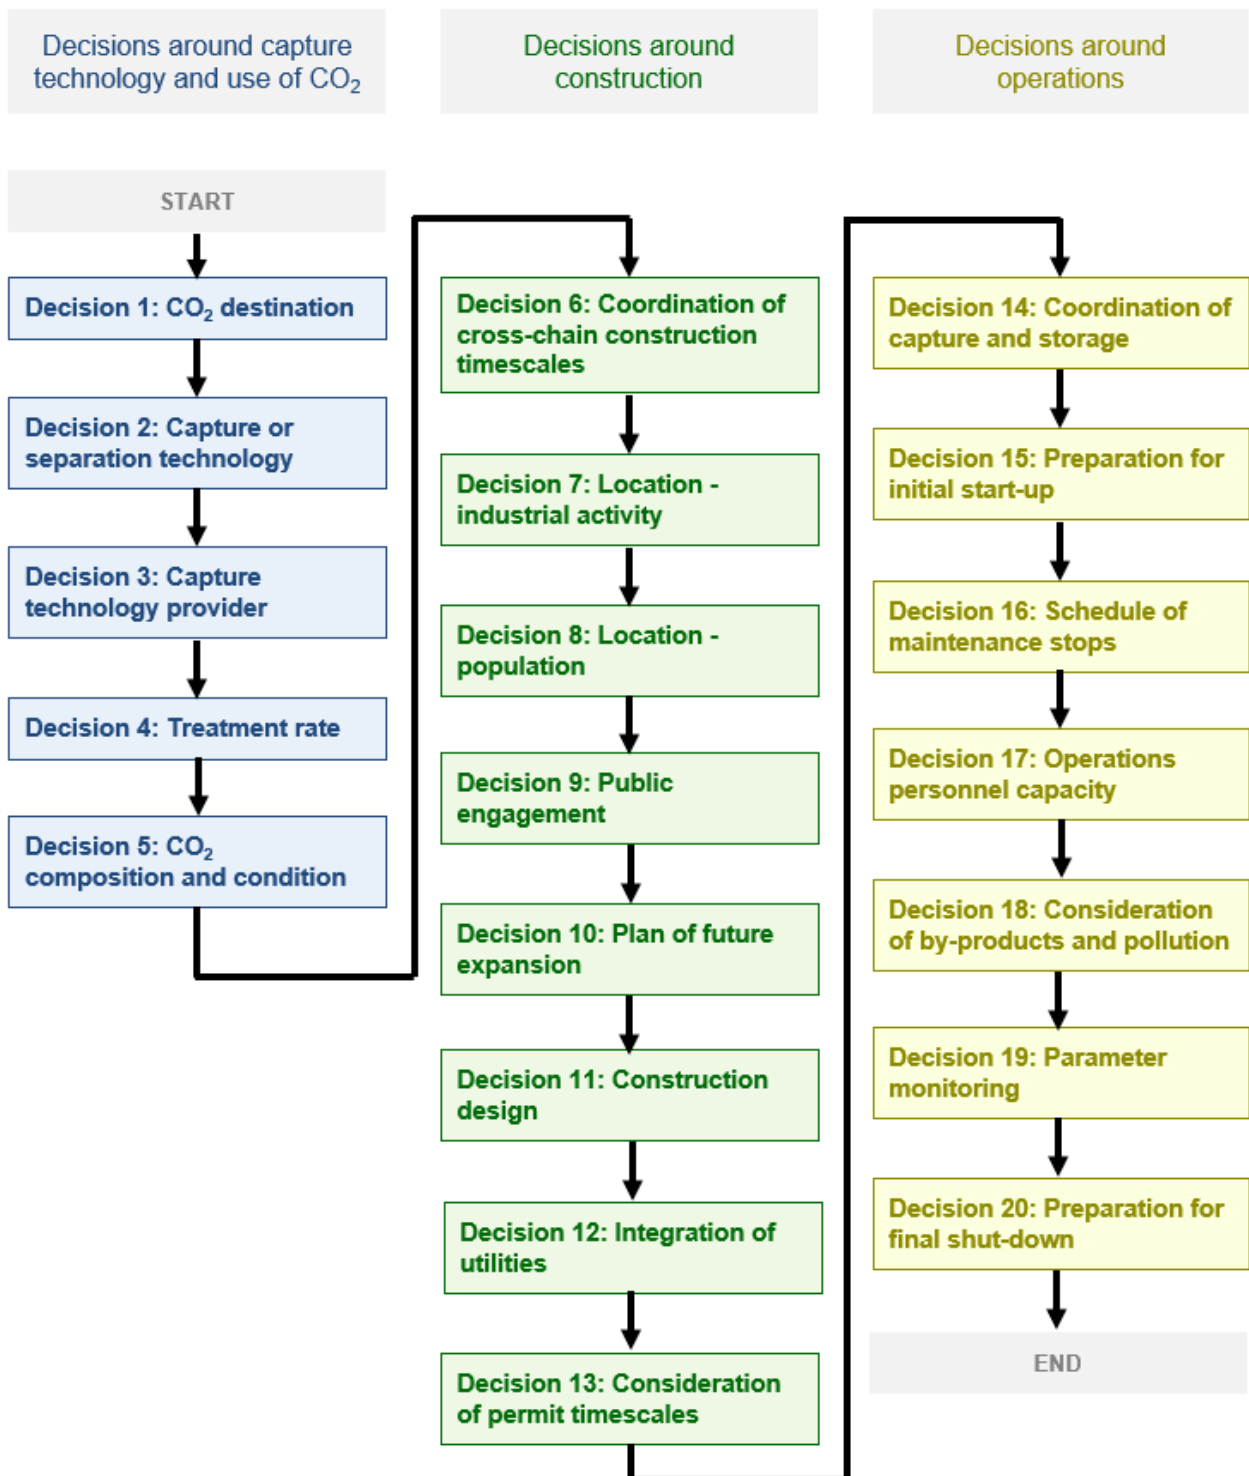 Decisions around capture
technology and use of CO₂
START
Decision 1: CO₂ destination
Decision 2: Capture or
separation technology
Decision 3: Capture
technology provider
Decision 4: Treatment rate
Decision 5: CO₂
composition and condition
Decisions around
construction
Decision 6: Coordination of
cross-chain construction
timescales
Decision 7: Location -
industrial activity
Decision 8: Location -
population
Decision 9: Public
engagement
Decision 10: Plan of future
expansion
Decision 11: Construction
design
Decision 12: Integration of
utilities
Decision 13: Consideration
of permit timescales
Decisions around
operations
Decision 14: Coordination of
capture and storage
Decision 15: Preparation for
initial start-up
Decision 16: Schedule of
maintenance stops
Decision 17: Operations
personnel capacity
Decision 18: Consideration
of by-products and pollution
Decision 19: Parameter
monitoring
Decision 20: Preparation for
final shut-down
END